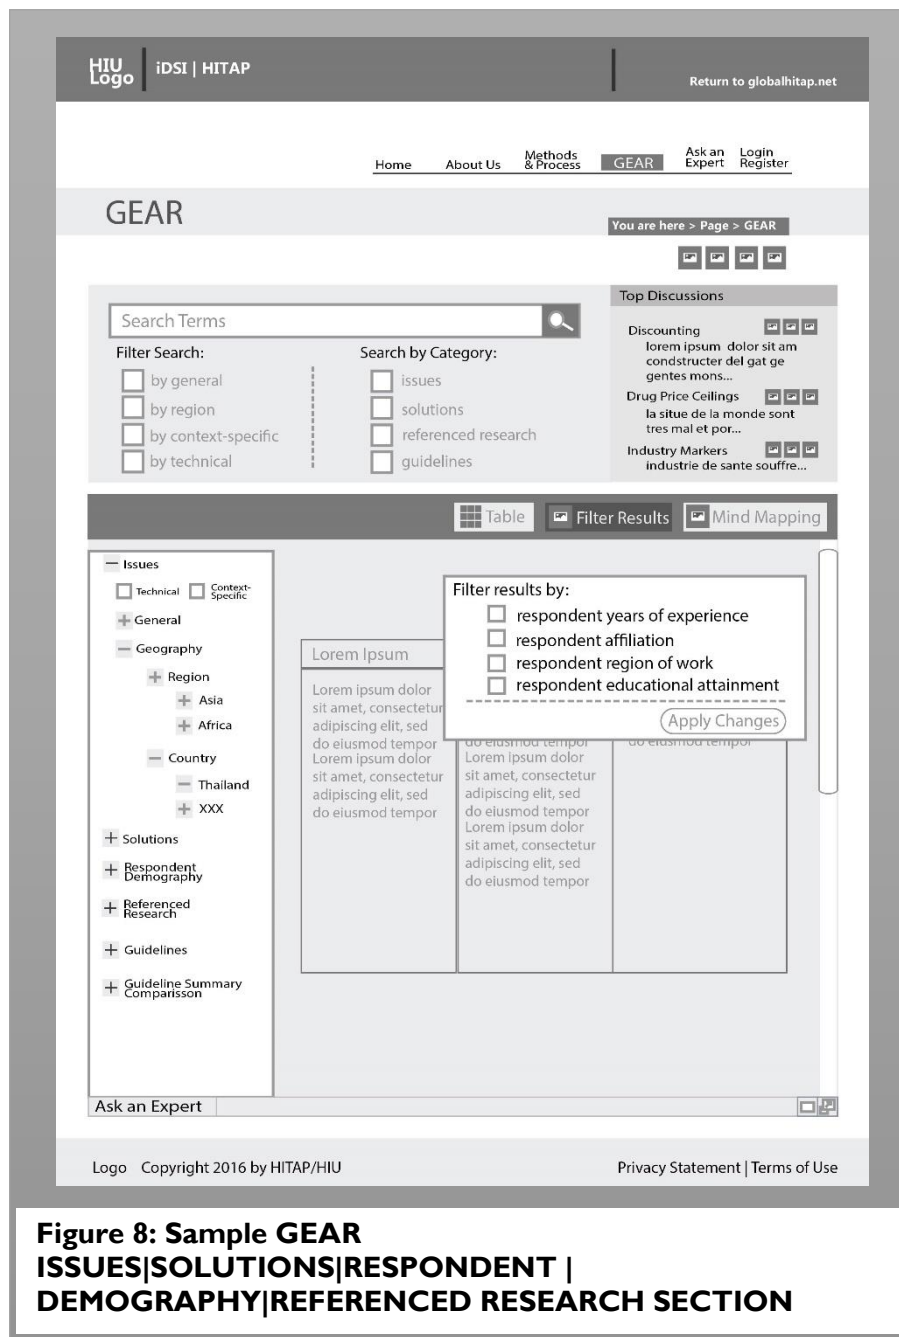 HIU
Logo
iDSI | HITAP
Return to globalhitap.net
Home
About Us
Methods
& Process
GEAR
Ask an
Expert
Login
Register
GEAR
You are here > Page > GEAR
Search Terms
Filter Search:
by general
by region
by context-specific
by technical
Search by Category:
issues
solutions
referenced research
guidelines
Top Discussions
Discounting
lorem ipsum dolor sit am
condstructer del gat ge
gentes mons...
Drug Price Ceilings
la situe de la monde sont
tres mal et por...
Industry Markers
industrie de sante souffre...
Table
Filter Results
Mind Mapping
Issues
Technical
Context-
Specific
General
Geography
Region
Asia
Africa
Country
Thailand
XXX
Solutions
Respondent
Demography
Referenced
Research
Guidelines
Guideline Summary
Comparisson
Filter results by:
respondent years of experience
respondent affiliation
respondent region of work
respondent educational attainment
Apply Changes
Lorem Ipsum
Lorem ipsum dolor
sit amet, consectetur
adipiscing elit, sed
do eiusmod tempor
Lorem ipsum dolor
sit amet, consectetur
adipiscing elit, sed
do eiusmod tempor
do eiusmod tempor
Lorem ipsum dolor
sit amet, consectetur
adipiscing elit, sed
do eiusmod tempor
Lorem ipsum dolor
sit amet, consectetur
adipiscing elit, sed
do eiusmod tempor
do eiusmod tempor
Ask an Expert
Logo Copyright 2016 by HITAP/HIU
Privacy Statement | Terms of Use
Figure 8: Sample GEAR
ISSUES|SOLUTIONS|RESPONDENT |
DEMOGRAPHY|REFERENCED RESEARCH SECTION